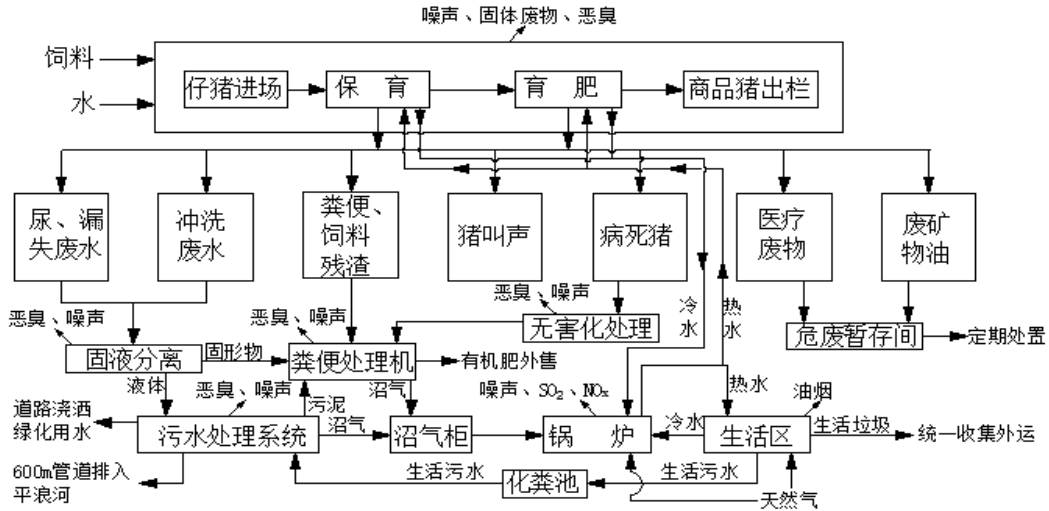 噪声、固体废物、恶臭
饲料
水
仔猪进场
保 育
育 肥
商品猪出栏
尿、漏
失废水
冲洗
废水
粪便、
饲料
残渣
猪叫声
病死猪
医疗
废物
废矿
物油
恶臭、噪声
恶臭、噪声
恶臭、噪声
无害化处理
冷
水
热
水
危废暂存间
定期处置
固液分离
固形物
粪便处理机
有机肥外售
液体
恶臭、噪声
污泥
沼气
噪声、SO₂、NOx
热水
油烟
道路浇洒
绿化用水
污水处理系统
沼气
沼气柜
锅 炉
冷水
生活区
生活垃圾
统一收集外运
600m管道排入
平浪河
生活污水
化粪池
生活污水
天然气